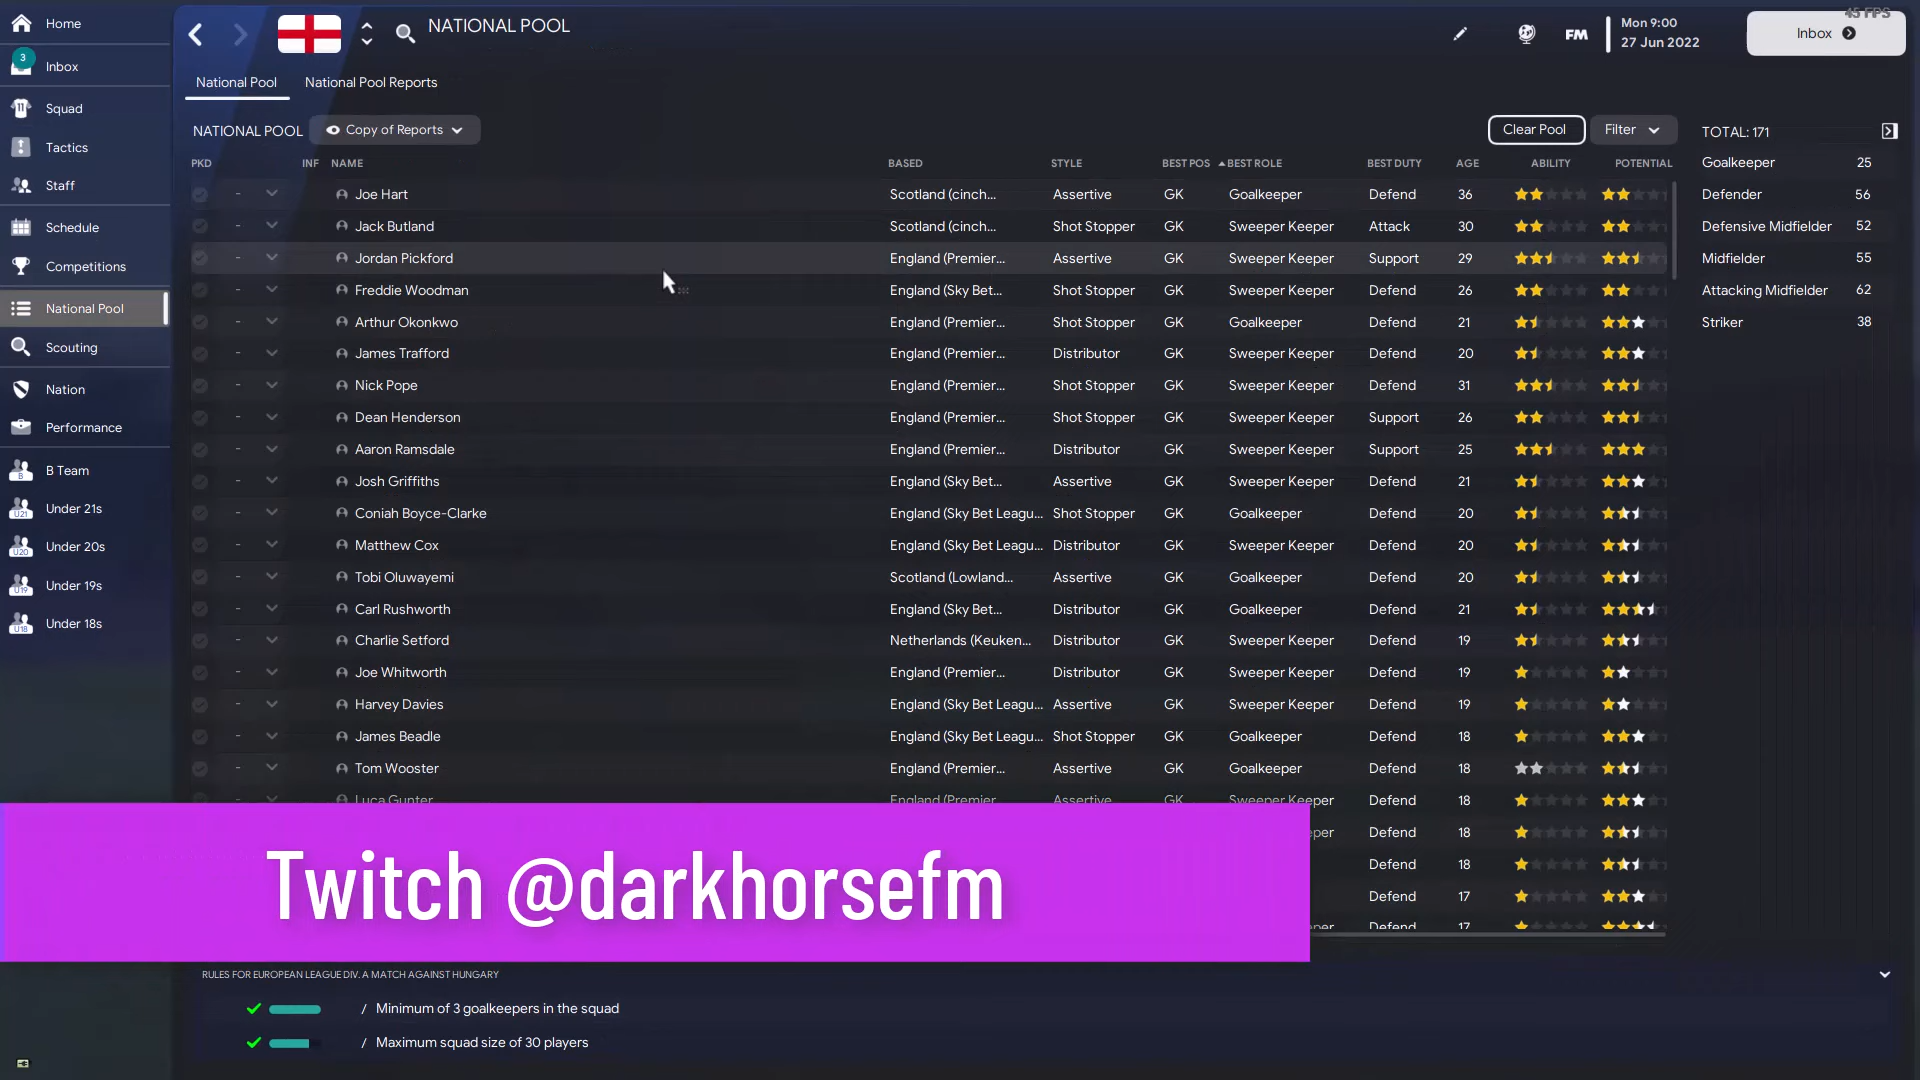 Home
Inbox
3
Squad
Tactics
Staff
Schedule
Competitions
National Pool
Scouting
Nation
Performance
B Team
Under 21s
Under 20s
Under 19s
Under 18s
NATIONAL POOL
FM
Mon 9:00
27 Jun 2022
45 FPS
Inbox
National Pool National Pool Reports
NATIONAL POOL Copy of Reports Clear Pool Filter
PKD INF NAME BASED STYLE BEST POS BEST ROLE BEST DUTY AGE ABILITY POTENTIAL
- Joe Hart Scotland (cinch... Assertive GK Goalkeeper Defend 36
- Jack Butland Scotland (cinch... Shot Stopper GK Sweeper Keeper Attack 30
- Jordan Pickford England (Premier... Assertive GK Sweeper Keeper Support 29
- Freddie Woodman England (Sky Bet... Shot Stopper GK Sweeper Keeper Defend 26
- Arthur Okonkwo England (Premier... Shot Stopper GK Goalkeeper Defend 21
- James Trafford England (Premier... Distributor GK Sweeper Keeper Defend 20
- Nick Pope England (Premier... Shot Stopper GK Sweeper Keeper Defend 31
- Dean Henderson England (Premier... Shot Stopper GK Sweeper Keeper Support 26
- Aaron Ramsdale England (Premier... Distributor GK Sweeper Keeper Support 25
- Josh Griffiths England (Sky Bet... Assertive GK Sweeper Keeper Defend 21
- Coniah Boyce-Clarke England (Sky Bet Leagu... Shot Stopper GK Goalkeeper Defend 20
- Matthew Cox England (Sky Bet Leagu... Distributor GK Sweeper Keeper Defend 20
- Tobi Oluwayemi Scotland (Lowland... Assertive GK Goalkeeper Defend 20
- Carl Rushworth England (Sky Bet... Distributor GK Goalkeeper Defend 21
- Charlie Setford Netherlands (Keuken... Distributor GK Sweeper Keeper Defend 19
- Joe Whitworth England (Premier... Distributor GK Sweeper Keeper Defend 19
- Harvey Davies England (Sky Bet Leagu... Assertive GK Sweeper Keeper Defend 19
- James Beadle England (Sky Bet Leagu... Shot Stopper GK Goalkeeper Defend 18
- Tom Wooster England (Premier... Assertive GK Goalkeeper Defend 18
- Luca Gunter England (Premier Assertive GK Sweeper Keeper Defend 18
eper Defend 18
Defend 18
Defend 17
eper Defend 17
TOTAL: 171
Goalkeeper 25
Defender 56
Defensive Midfielder 52
Midfielder 55
Attacking Midfielder 62
Striker 38
Twitch @darkhorsefm
RULES FOR EUROPEAN LEAGUE DIV. A MATCH AGAINST HUNGARY
/ Minimum of 3 goalkeepers in the squad
/ Maximum squad size of 30 players